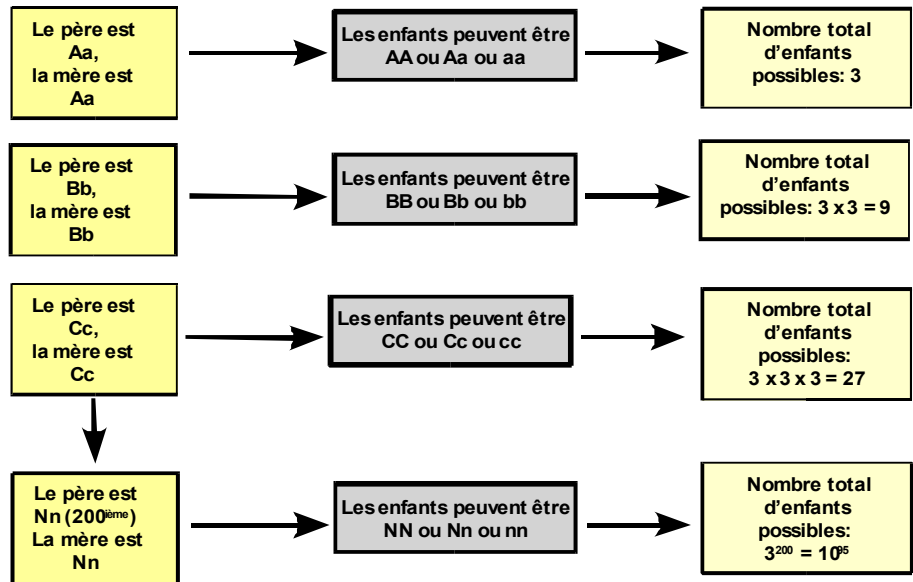 Le père est
Aa,
la mère est
Aa
Les enfants peuvent être
AA ou Aa ou aa
Nombre total
d'enfants
possibles: 3
Le père est
Bb,
la mère est
Bb
Les enfants peuvent être
BB ou Bb ou bb
Nombre total
d'enfants
possibles: 3 x 3 = 9
Le père est
Cc,
la mère est
Cc
Les enfants peuvent être
CC ou Cc ou cc
Nombre total
d'enfants
possibles:
3 x 3 x 3 = 27
Le père est
Nn (200ième)
La mère est
Nn
Les enfants peuvent être
NN ou Nn ou nn
Nombre total
d'enfants
possibles:
3²⁰⁰ = 10⁹⁵